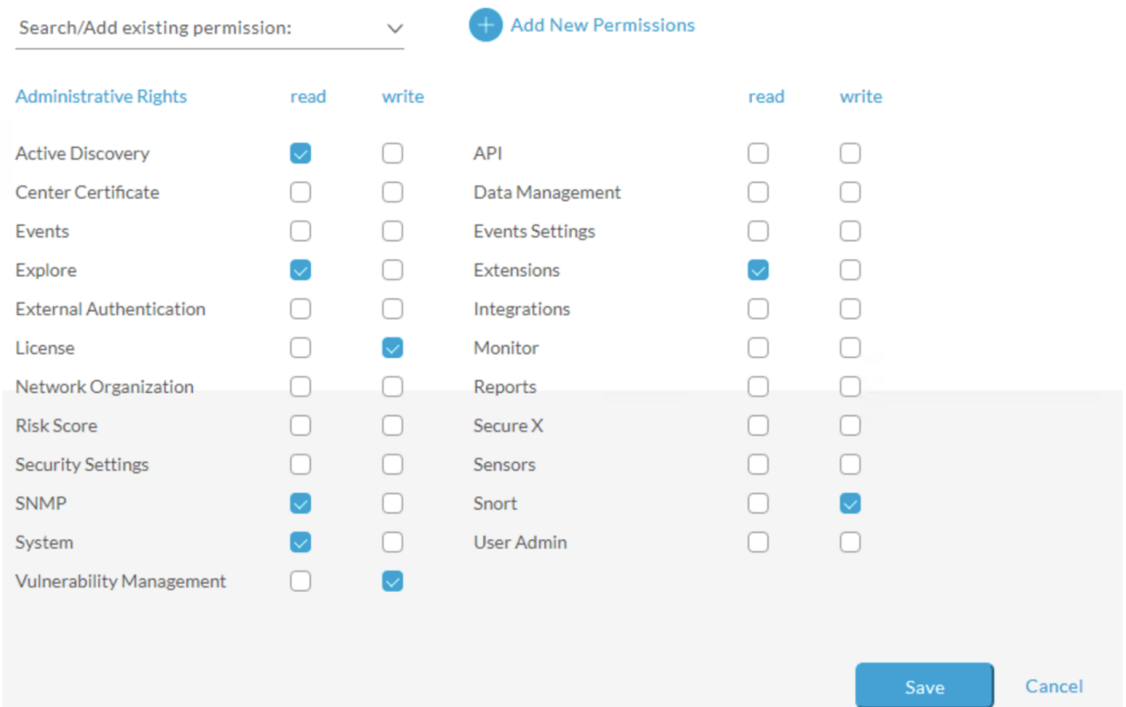 Search/Add existing permission:
Add New Permissions
Administrative Rights read write read write
Active Discovery API
Center Certificate Data Management
Events Events Settings
Explore Extensions
External Authentication Integrations
License Monitor
Network Organization Reports
Risk Score Secure X
Security Settings Sensors
SNMP Snort
System User Admin
Vulnerability Management
Save Cancel